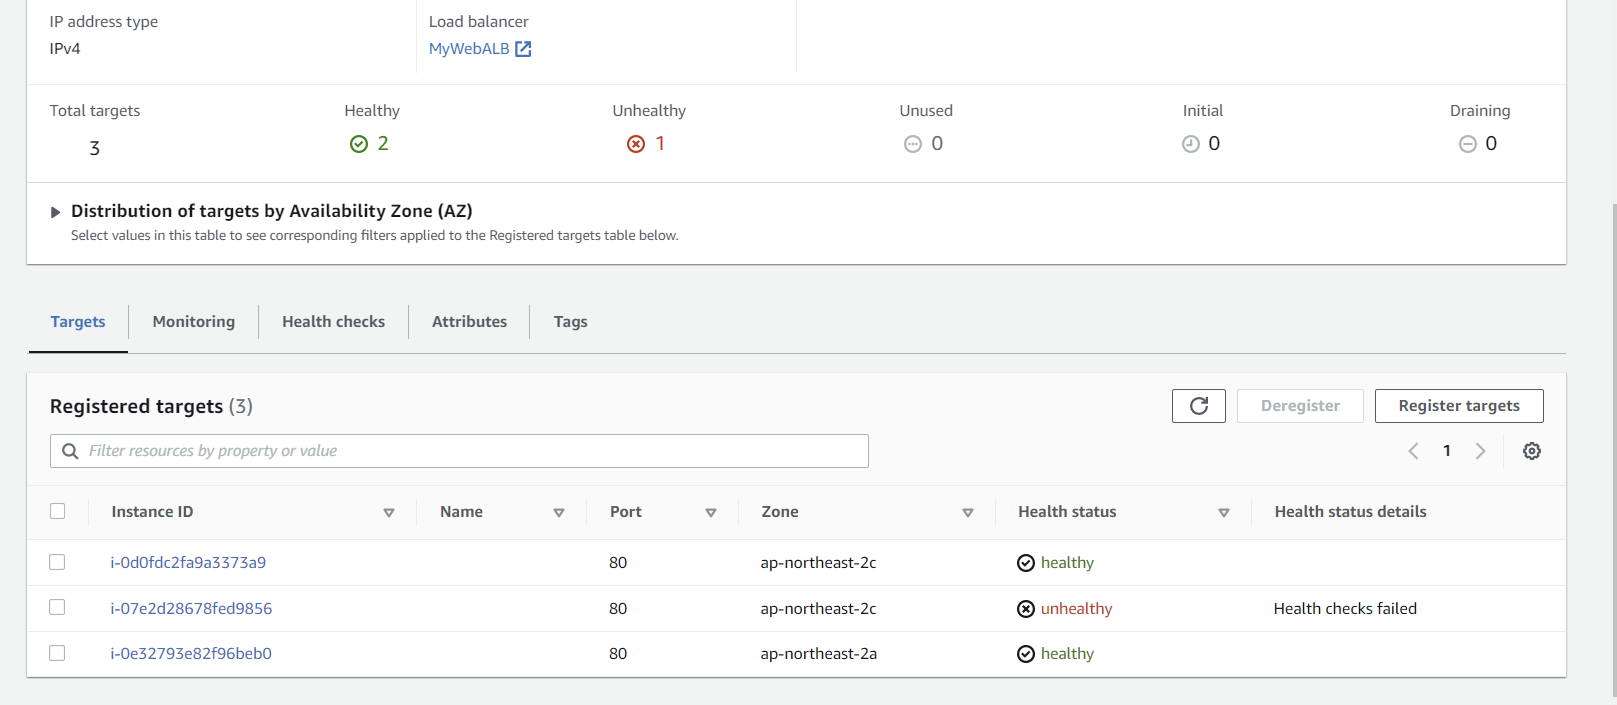 IP address type
Load balancer
IPv4
MyWebALB
Total targets
Healthy
Unhealthy
Unused
Initial
Draining
3
2
1
0
0
0
Distribution of targets by Availability Zone (AZ)
Select values in this table to see corresponding filters applied to the Registered targets table below.
Targets
Monitoring
Health checks
Attributes
Tags
Registered targets (3)
Deregister
Register targets
Filter resources by property or value
1
Instance ID
Name
Port
Zone
Health status
Health status details
i-0d0fdc2fa9a3373a9
80
ap-northeast-2c
healthy
i-07e2d28678fed9856
80
ap-northeast-2c
unhealthy
Health checks failed
i-0e32793e82f96beb0
80
ap-northeast-2a
healthy